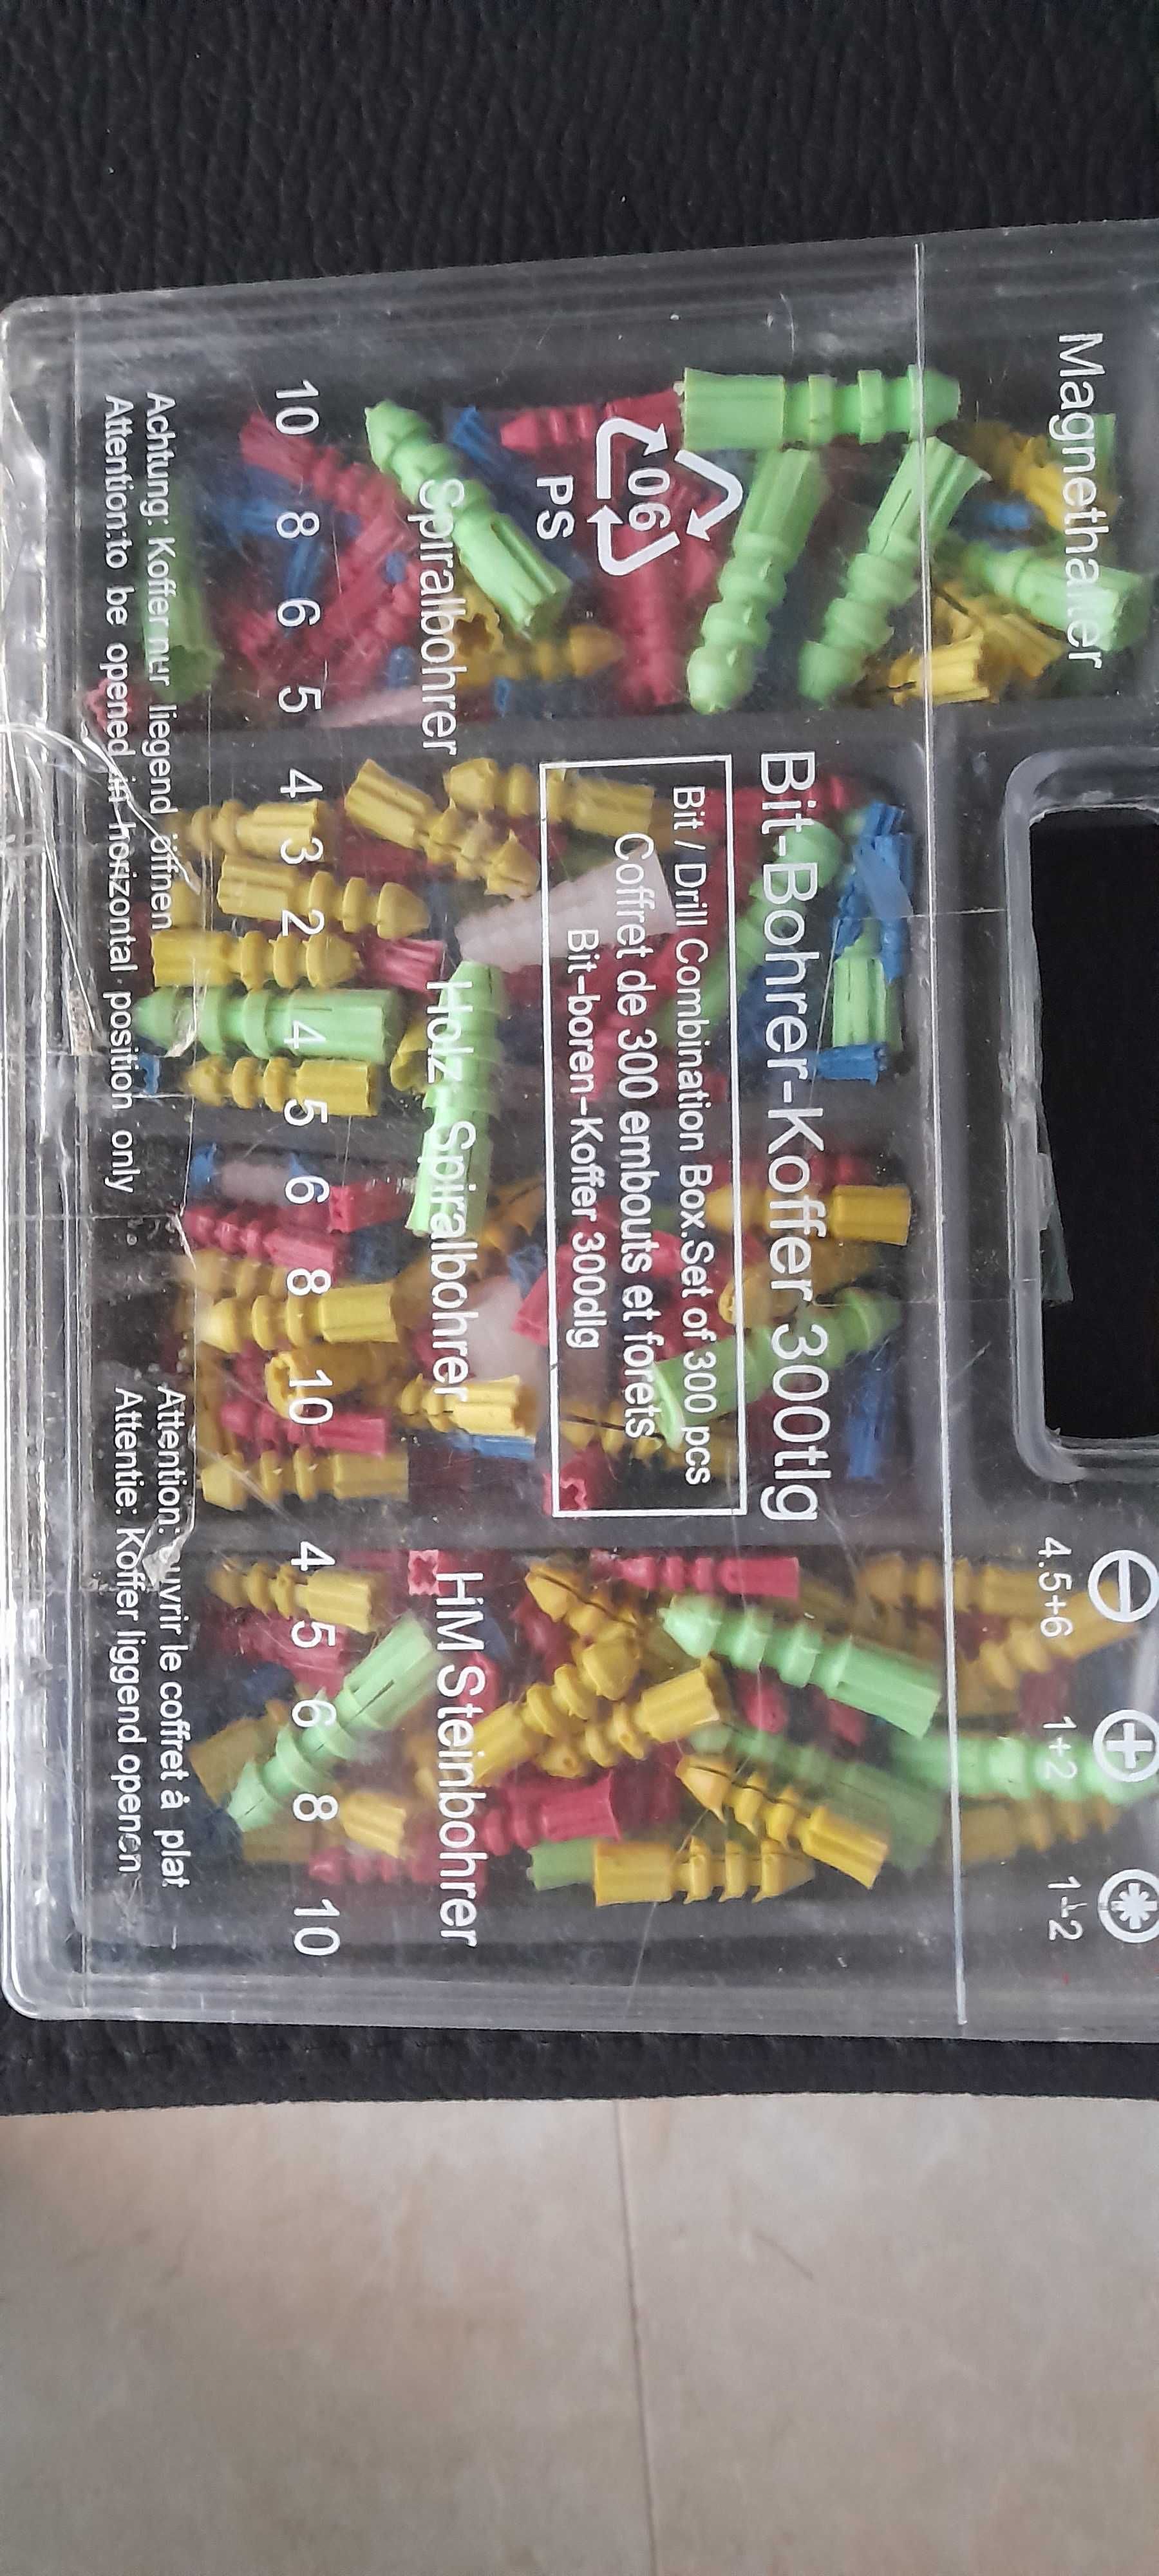 Magnethalter
4.5+6
1+2
1+2
Bit-Bohrer-Koffer 300tlg
Bit / Drill Combination Box.Set of 300 pcs
Coffret de 300 embouts et forets
Bit-boren-Koffer 300dlg
06
PS
Spiralbohrer
Holz-Spiralbohrer
HM Steinbohrer
10 8 6 5 4 3 2 4 5 6 8 10 4 5 6 8 10
Achtung: Koffer nur liegend öffnen
Attention:to be opened in horizontal position only
Attention: ouvrir le coffret à plat
Attentie: Koffer liggend openen